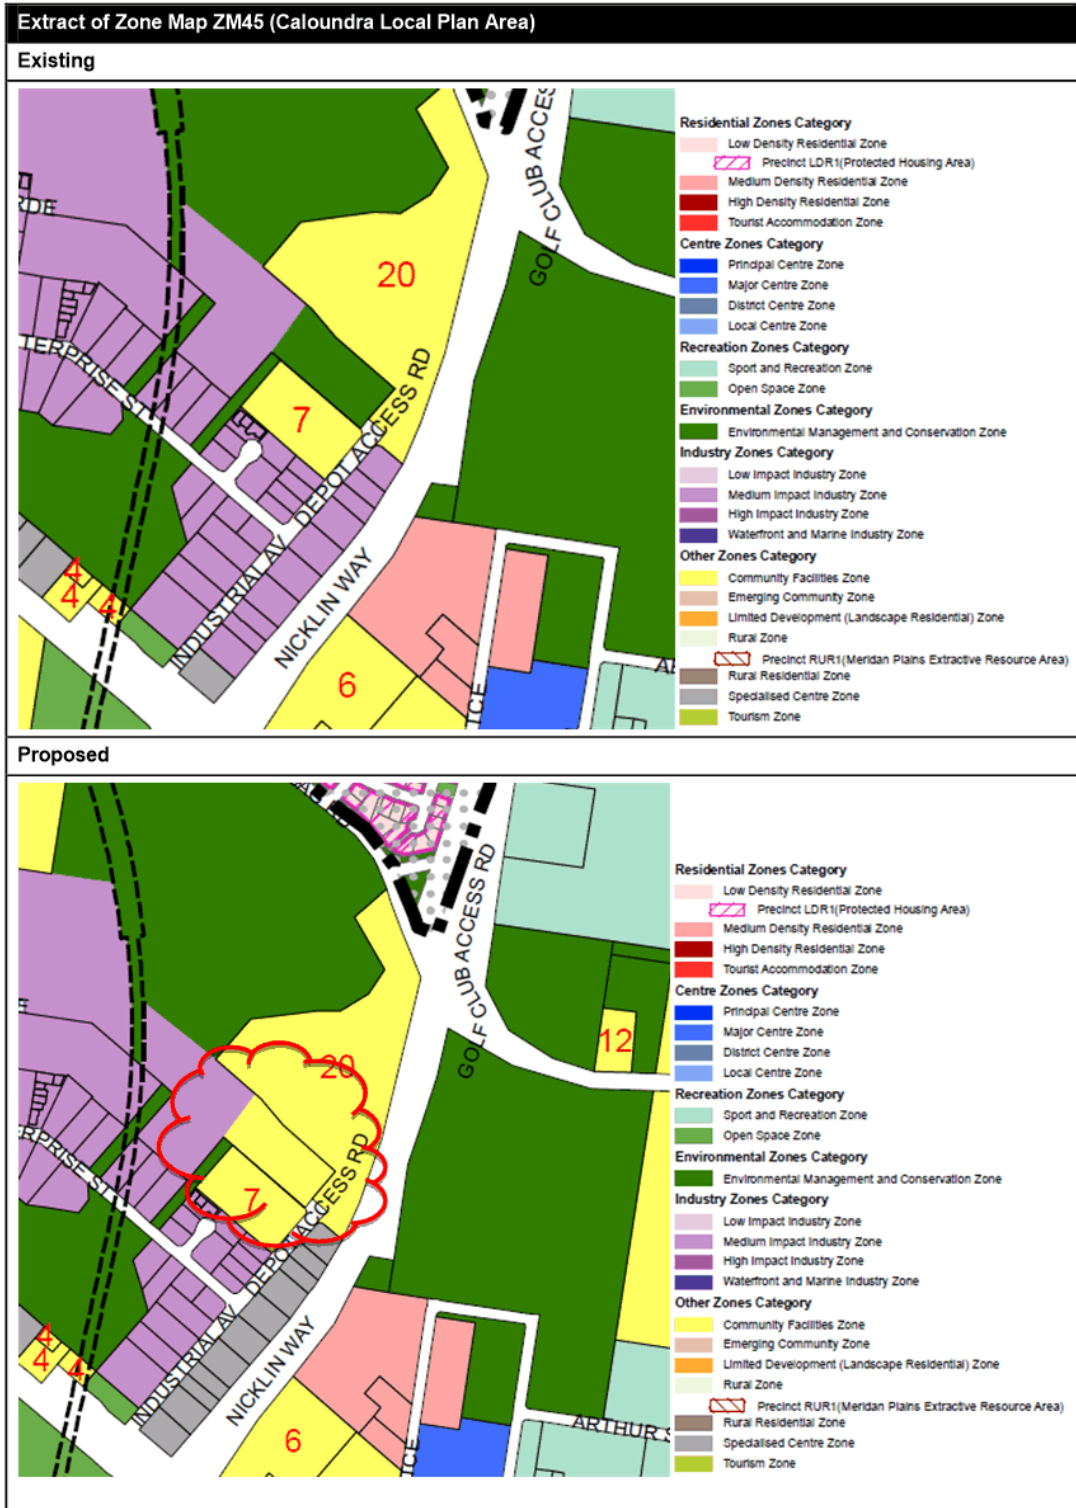 Extract of Zone Map ZM45 (Caloundra Local Plan Area)
Existing
GOLF CLUB ACCES
RDE
20
TERPRISE ST
7
DEPOT ACCESS RD
INDUSTRIAL AV
NICKLIN WAY
4
4
4
6
ICE
Residential Zones Category
Low Density Residential Zone
Precinct LDR1(Protected Housing Area)
Medium Density Residential Zone
High Density Residential Zone
Tourist Accommodation Zone
Centre Zones Category
Principal Centre Zone
Major Centre Zone
District Centre Zone
Local Centre Zone
Recreation Zones Category
Sport and Recreation Zone
Open Space Zone
Environmental Zones Category
Environmental Management and Conservation Zone
Industry Zones Category
Low Impact Industry Zone
Medium Impact Industry Zone
High Impact Industry Zone
Waterfront and Marine Industry Zone
Other Zones Category
Community Facilities Zone
Emerging Community Zone
Limited Development (Landscape Residential) Zone
Rural Zone
Precinct RUR1(Meridan Plains Extractive Resource Area)
Rural Residential Zone
Specialised Centre Zone
Tourism Zone
Proposed
GOLF CLUB ACCESS RD
12
20
ERPRISE ST
7
DEPOT ACCESS RD
INDUSTRIAL AV
NICKLIN WAY
4
4
4
6
ICE
ARTHUR S
Residential Zones Category
Low Density Residential Zone
Precinct LDR1(Protected Housing Area)
Medium Density Residential Zone
High Density Residential Zone
Tourist Accommodation Zone
Centre Zones Category
Principal Centre Zone
Major Centre Zone
District Centre Zone
Local Centre Zone
Recreation Zones Category
Sport and Recreation Zone
Open Space Zone
Environmental Zones Category
Environmental Management and Conservation Zone
Industry Zones Category
Low Impact Industry Zone
Medium Impact Industry Zone
High Impact Industry Zone
Waterfront and Marine Industry Zone
Other Zones Category
Community Facilities Zone
Emerging Community Zone
Limited Development (Landscape Residential) Zone
Rural Zone
Precinct RUR1(Meridan Plains Extractive Resource Area)
Rural Residential Zone
Specialised Centre Zone
Tourism Zone